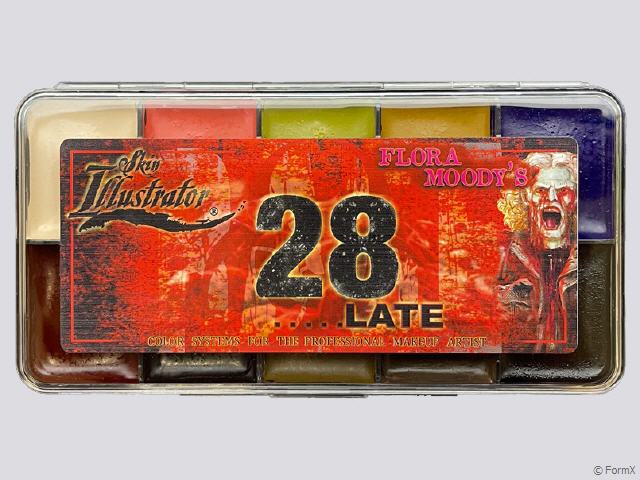 Skin
Illustrator®
FLORA
MOODY'S
28
.....LATE
COLOR SYSTEMS FOR THE PROFESSIONAL MAKEUP ARTIST
© FormX